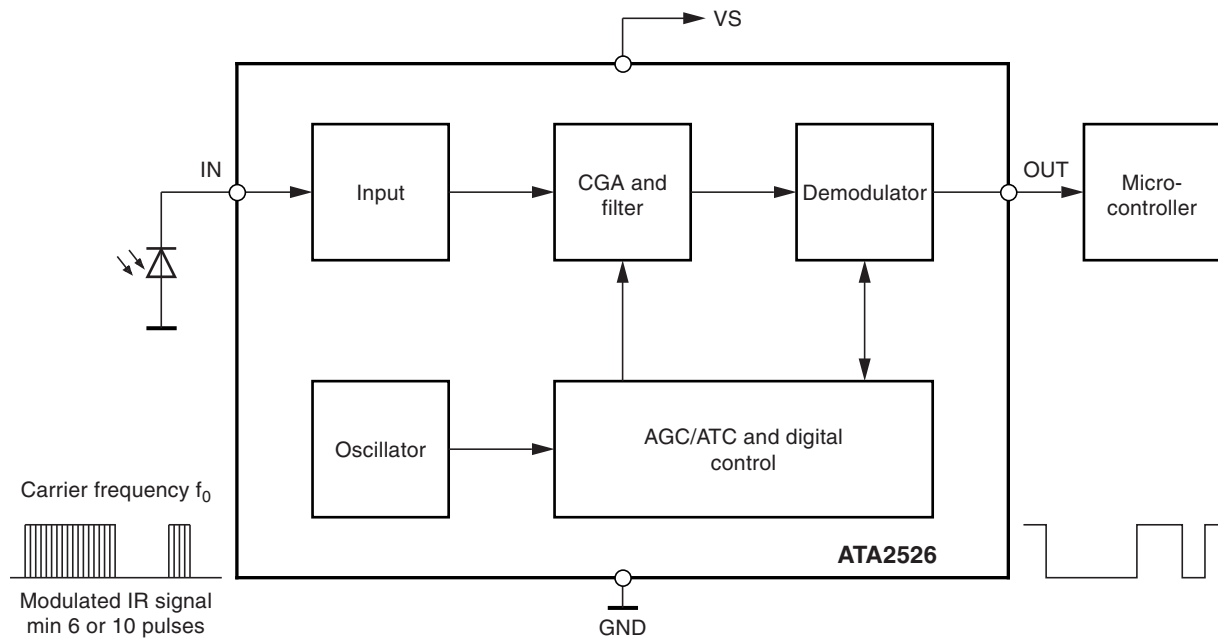 VS
IN
Input
CGA and
filter
Demodulator
OUT
Micro-
controller
Oscillator
AGC/ATC and digital
control
Carrier frequency f₀
ATA2526
Modulated IR signal
min 6 or 10 pulses
GND